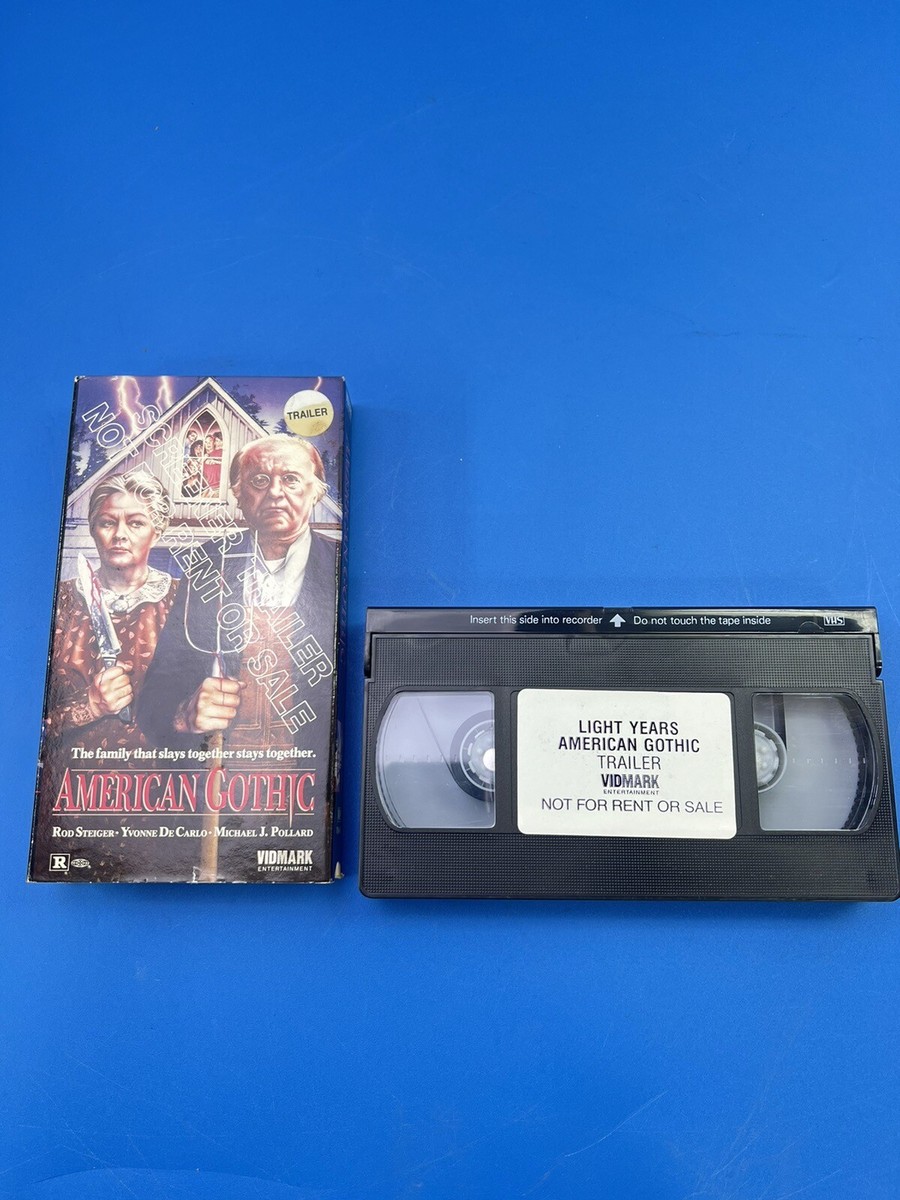 TRAILER
SCREENER TRAILER
NOT FOR RENT OR SALE
The family that slays together stays together.
AMERICAN GOTHIC
ROD STEIGER • YVONNE DE CARLO • MICHAEL J. POLLARD
R
VIDMARK
ENTERTAINMENT
Insert this side into recorder Do not touch the tape inside VHS
LIGHT YEARS
AMERICAN GOTHIC
TRAILER
VIDMARK
ENTERTAINMENT
NOT FOR RENT OR SALE